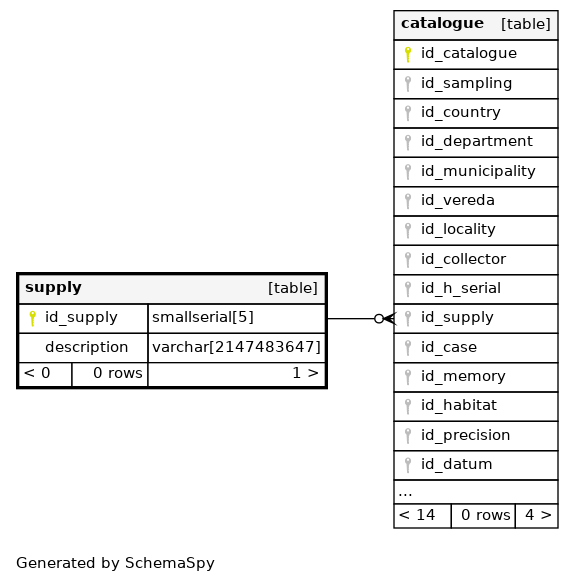 catalogue [table]
id_catalogue
id_sampling
id_country
id_department
id_municipality
id_vereda
id_locality
id_collector
id_h_serial
id_supply
id_case
id_memory
id_habitat
id_precision
id_datum
...
< 14 0 rows 4 >
supply [table]
id_supply smallserial[5]
description varchar[2147483647]
< 0 0 rows 1 >
Generated by SchemaSpy